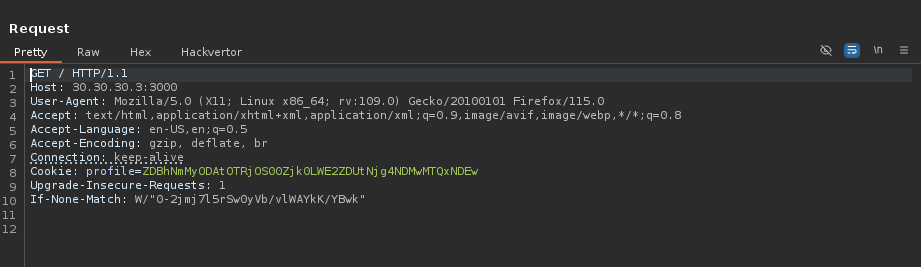 Request
Pretty Raw Hex Hackvertor \n
1 GET / HTTP/1.1
2 Host: 30.30.30.3:3000
3 User-Agent: Mozilla/5.0 (X11; Linux x86_64; rv:109.0) Gecko/20100101 Firefox/115.0
4 Accept: text/html,application/xhtml+xml,application/xml;q=0.9,image/avif,image/webp,*/*;q=0.8
5 Accept-Language: en-US,en;q=0.5
6 Accept-Encoding: gzip, deflate, br
7 Connection: keep-alive
8 Cookie: profile=ZDBhNmMyODAtOTRjOS00Zjk0LWE2ZDUtNjg4NDMwMTQxNDEw
9 Upgrade-Insecure-Requests: 1
10 If-None-Match: W/"0-2jmj7l5rSw0yVb/vlWAYkK/YBwk"
11
12